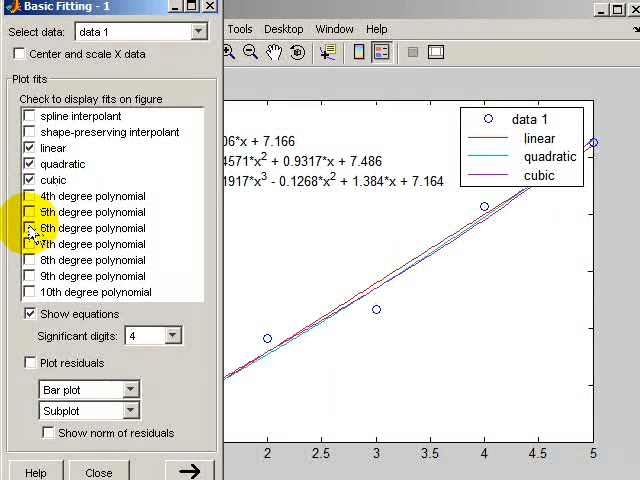 Basic Fitting - 1
Select data: data 1
Center and scale X data
Plot fits
Check to display fits on figure
spline interpolant
shape-preserving interpolant
linear
quadratic
cubic
4th degree polynomial
5th degree polynomial
6th degree polynomial
7th degree polynomial
8th degree polynomial
9th degree polynomial
10th degree polynomial
Show equations
Significant digits: 4
Plot residuals
Bar plot
Subplot
Show norm of residuals
Help Close
Tools Desktop Window Help
06*x + 7.166
4571*x^2 + 0.9317*x + 7.486
1917*x^3 - 0.1268*x^2 + 1.384*x + 7.164
data 1
linear
quadratic
cubic
2 2.5 3 3.5 4 4.5 5